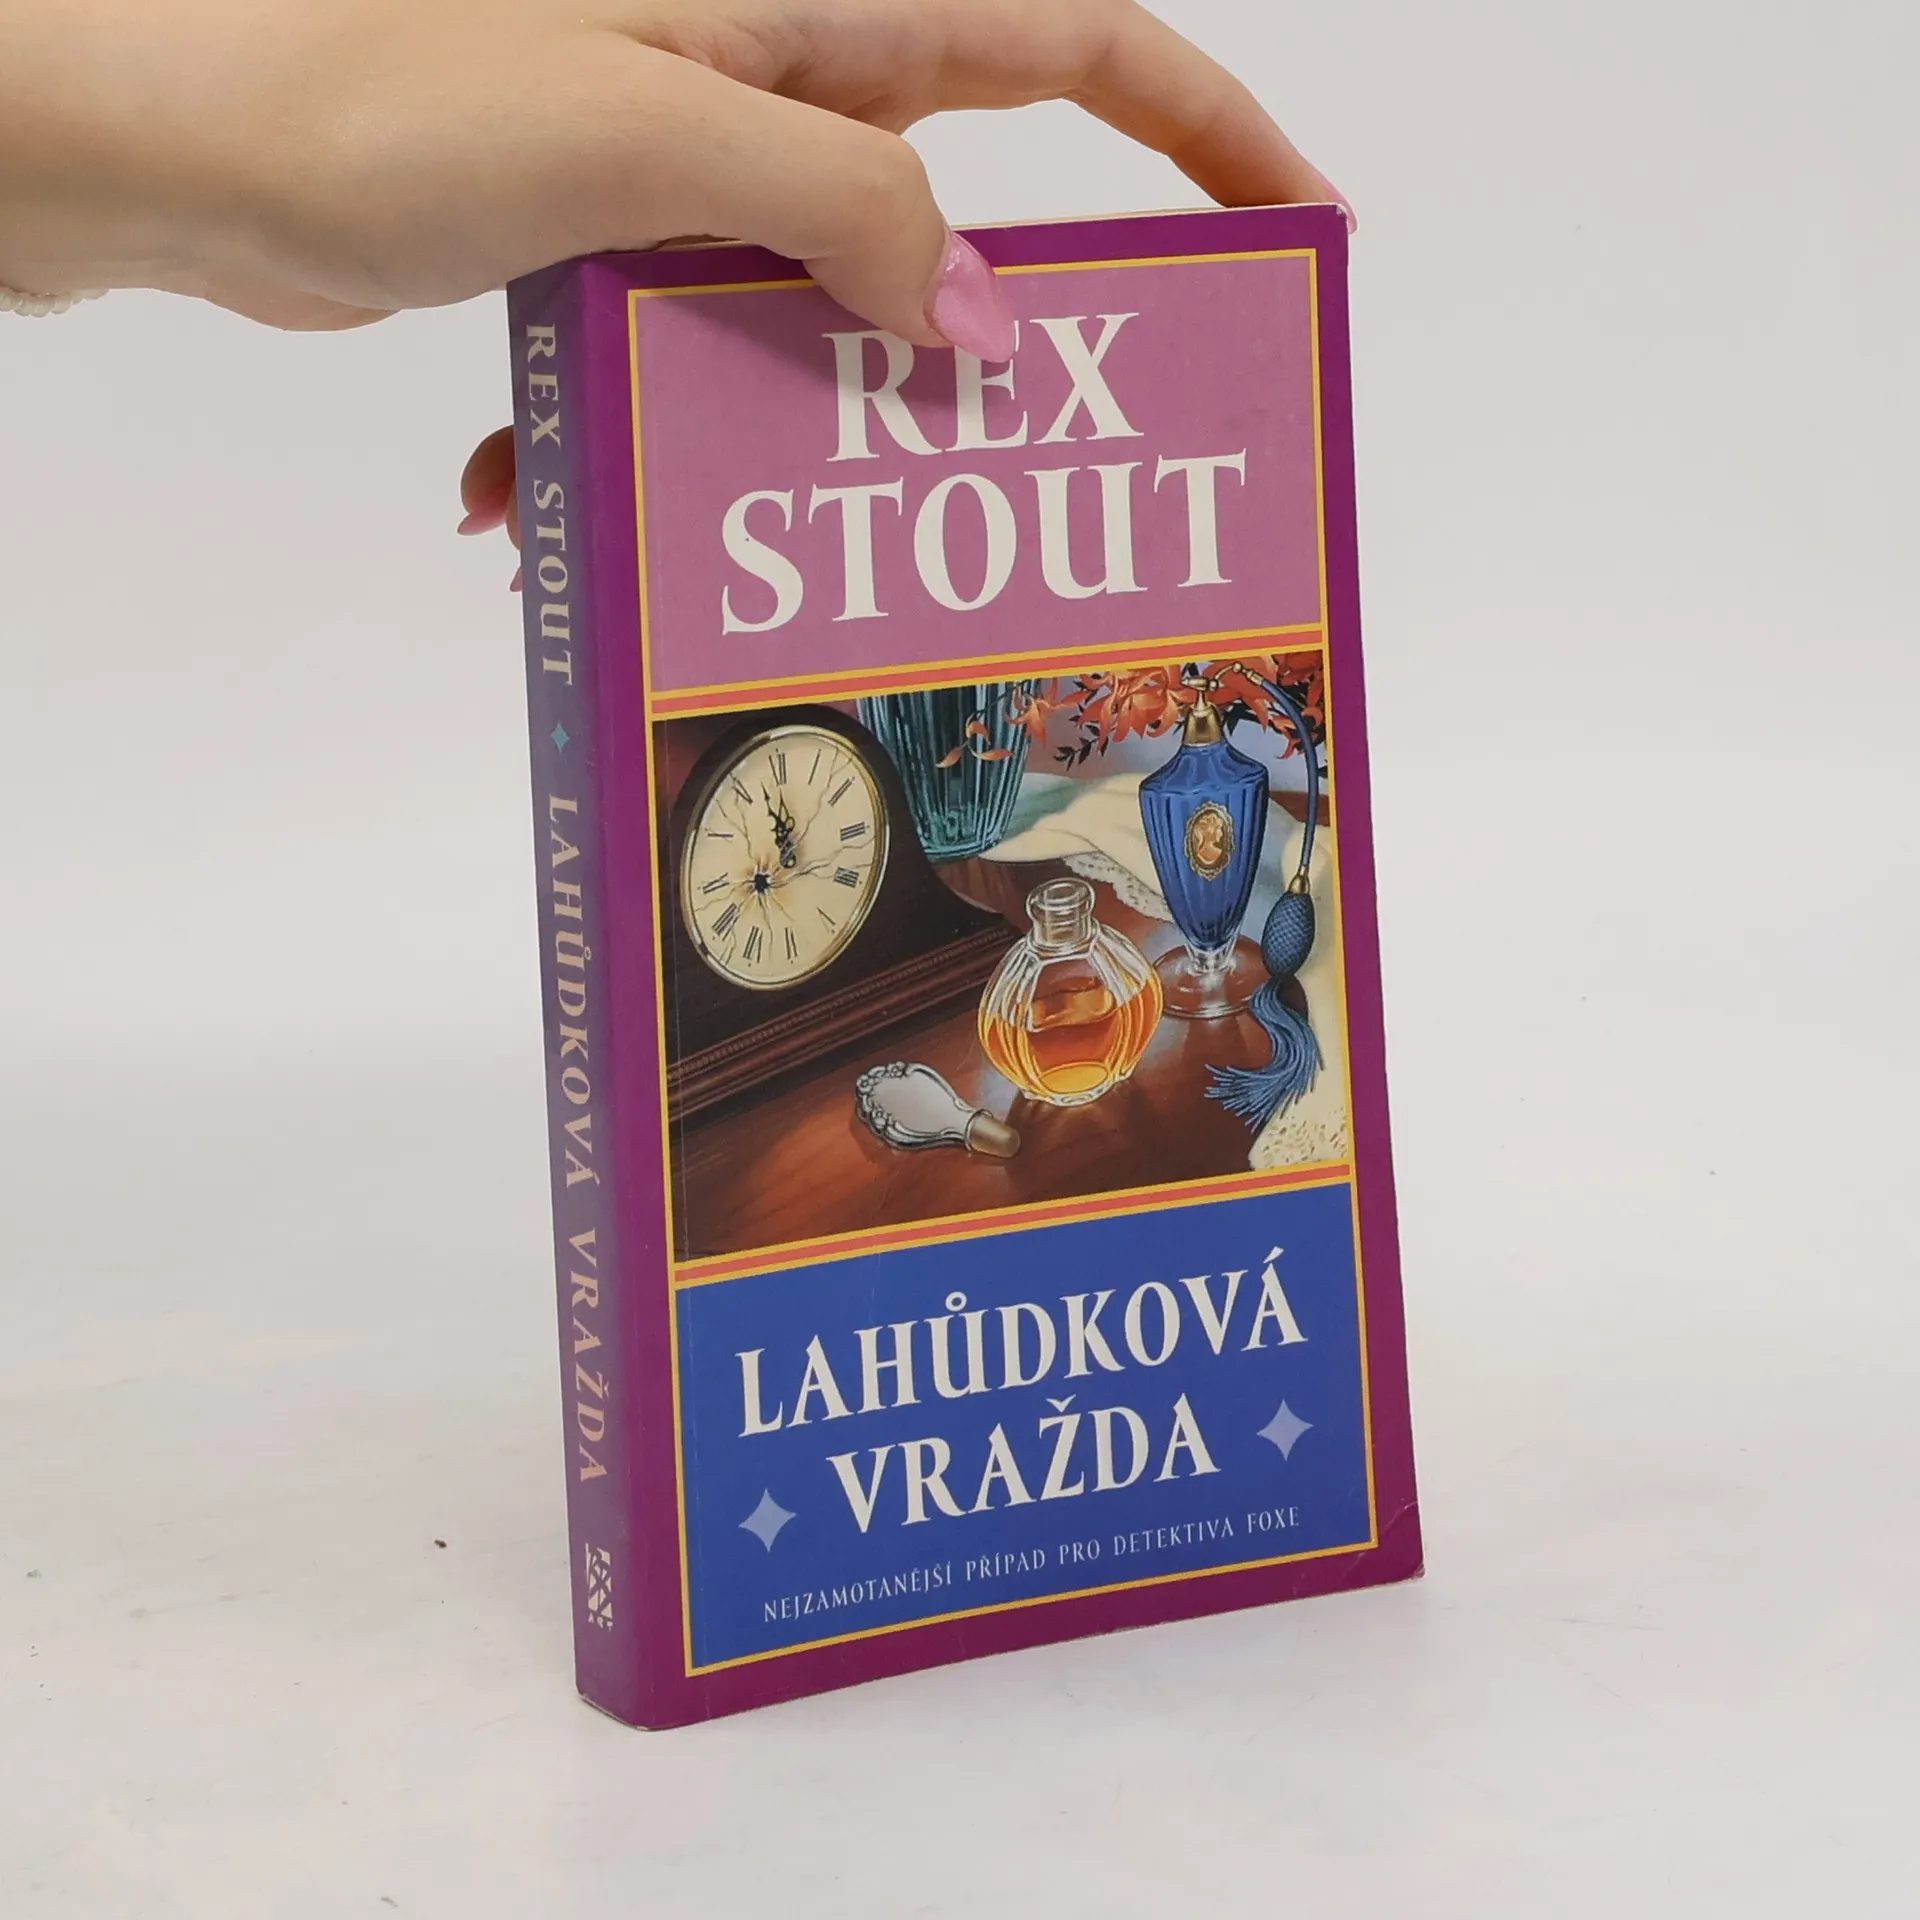 REX STOUT LAHŮDKOVÁ VRAŽDA
REX
STOUT
LAHŮDKOVÁ
VRAŽDA
NEJZAMOTANĚJŠÍ PŘÍPAD PRO DETEKTIVA FOXE